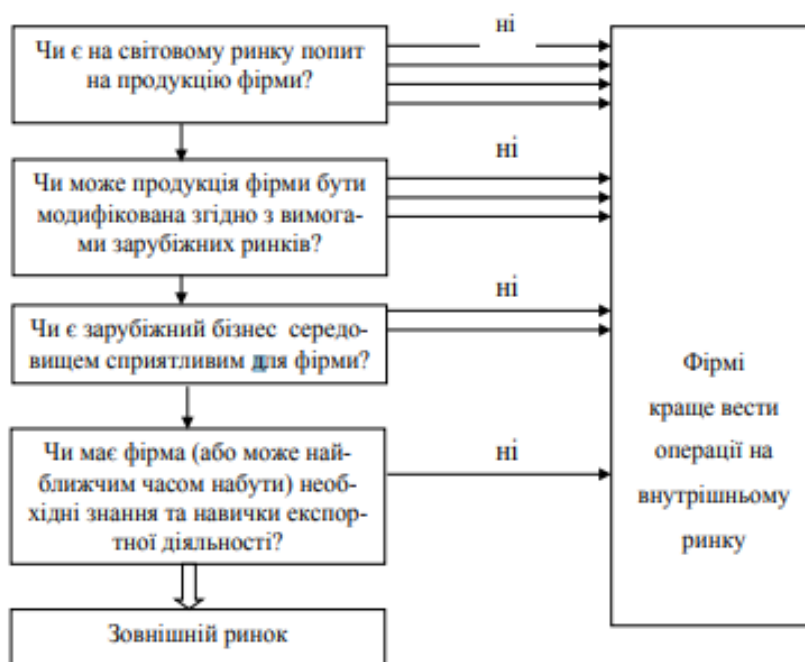 Чи є на світовому ринку попит
на продукцію фірми?
ні
Чи може продукція фірми бути
модифікована згідно з вимога-
ми зарубіжних ринків?
ні
Чи є зарубіжний бізнес середо-
вищем сприятливим для фірми?
ні
Чи має фірма (або може най-
ближчим часом набути) необ-
хідні знання та навички експор-
тної діяльності?
ні
Зовнішній ринок
Фірмі
краще вести
операції на
внутрішньому
ринку